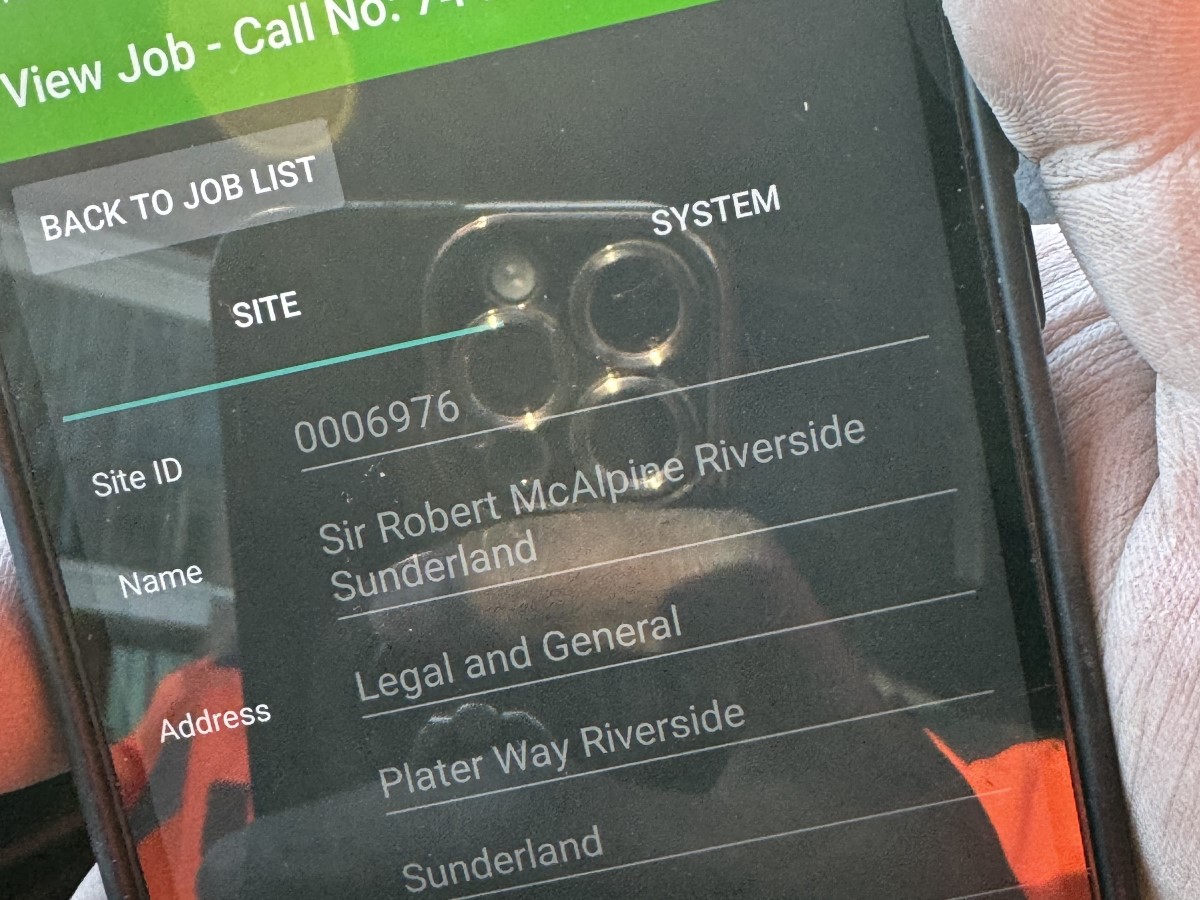 View Job - Call No:
BACK TO JOB LIST
SITE
SYSTEM
Site ID
0006976
Name
Sir Robert McAlpine Riverside
Sunderland
Address
Legal and General
Plater Way Riverside
Sunderland